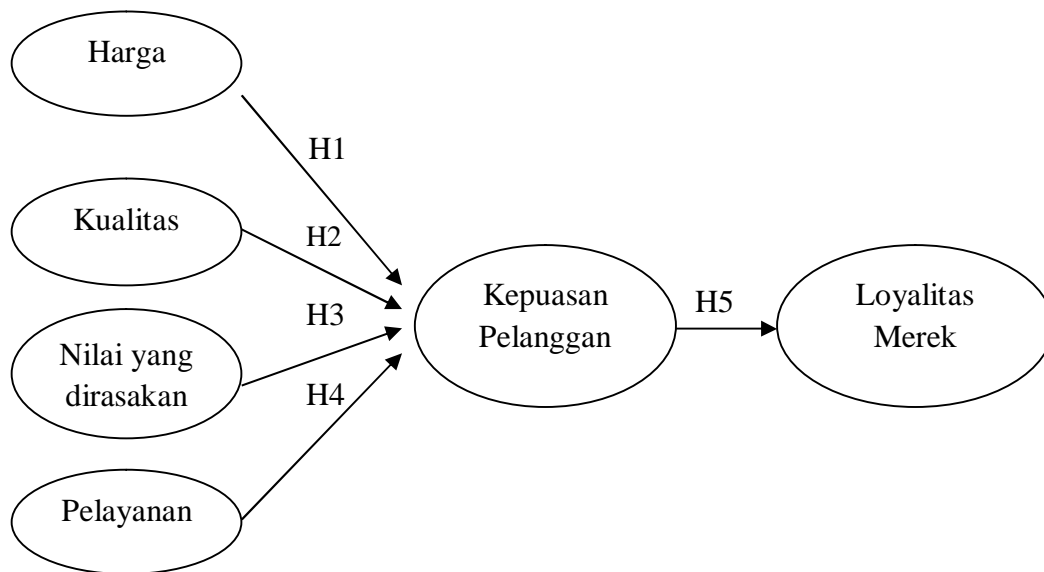 Harga
H1
Kualitas
H2
H3
Nilai yang
dirasakan
H4
Pelayanan
Kepuasan
Pelanggan
H5
Loyalitas
Merek